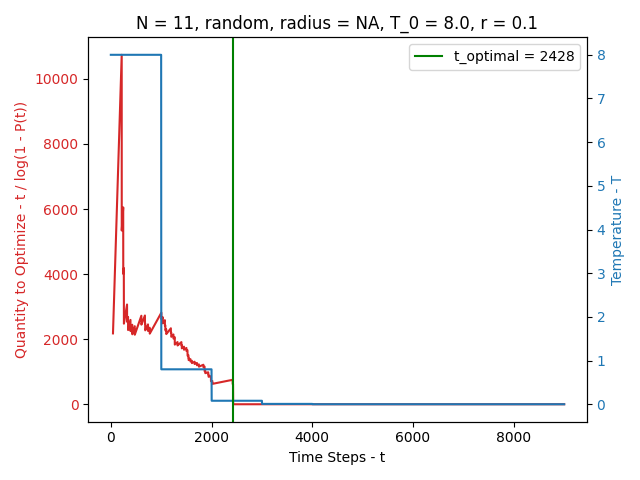 N = 11, random, radius = NA, T_0 = 8.0, r = 0.1
t_optimal = 2428
Quantity to Optimize - t / log(1 - P(t))
10000
8000
6000
4000
2000
0
8
7
6
5
4
3
2
1
0
Temperature - T
0 2000 4000 6000 8000
Time Steps - t